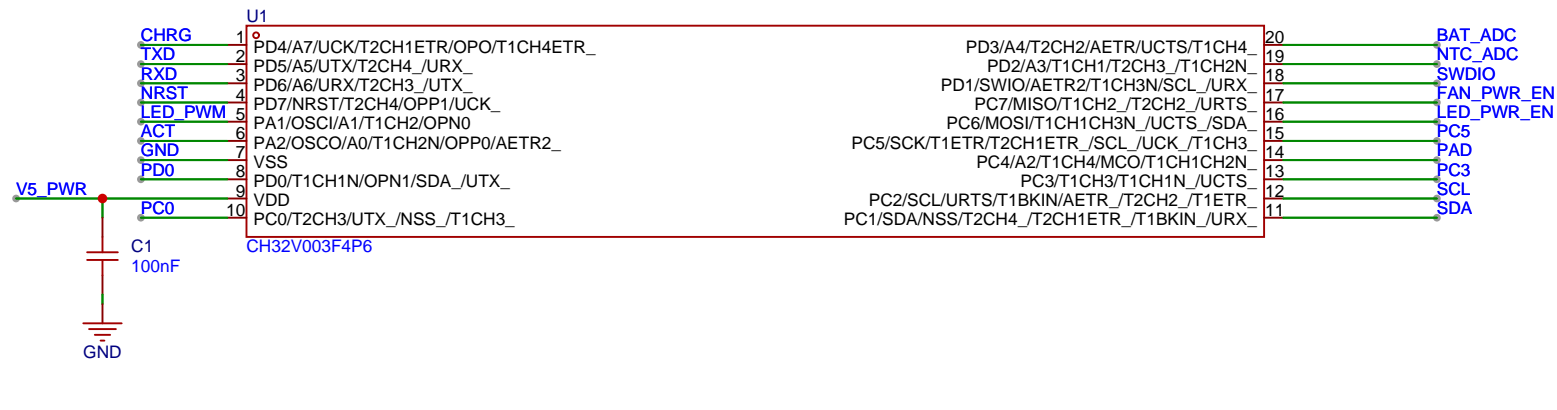 U1
CHRG 1 PD4/A7/UCK/T2CH1ETR/OPO/T1CH4ETR_ PD3/A4/T2CH2/AETR/UCTS/T1CH4_ 20 BAT_ADC
TXD 2 PD5/A5/UTX/T2CH4_/URX_ PD2/A3/T1CH1/T2CH3_/T1CH2N_ 19 NTC_ADC
RXD 3 PD6/A6/URX/T2CH3_/UTX_ PD1/SWIO/AETR2/T1CH3N/SCL_/URX_ 18 SWDIO
NRST 4 PD7/NRST/T2CH4/OPP1/UCK_ PC7/MISO/T1CH2_/T2CH2_/URTS_ 17 FAN_PWR_EN
LED_PWM 5 PA1/OSCI/A1/T1CH2/OPN0 PC6/MOSI/T1CH1CH3N_/UCTS_/SDA_ 16 LED_PWR_EN
ACT 6 PA2/OSCO/A0/T1CH2N/OPP0/AETR2_ PC5/SCK/T1ETR/T2CH1ETR_/SCL_/UCK_/T1CH3_ 15 PC5
GND 7 VSS PC4/A2/T1CH4/MCO/T1CH1CH2N_ 14 PAD
PD0 8 PD0/T1CH1N/OPN1/SDA_/UTX_ PC3/T1CH3/T1CH1N_/UCTS_ 13 PC3
V5_PWR 9 VDD PC2/SCL/URTS/T1BKIN/AETR_/T2CH2_/T1ETR_ 12 SCL
PC0 10 PC0/T2CH3/UTX_/NSS_/T1CH3_ PC1/SDA/NSS/T2CH4_/T2CH1ETR_/T1BKIN_/URX_ 11 SDA
C1 CH32V003F4P6
100nF
GND